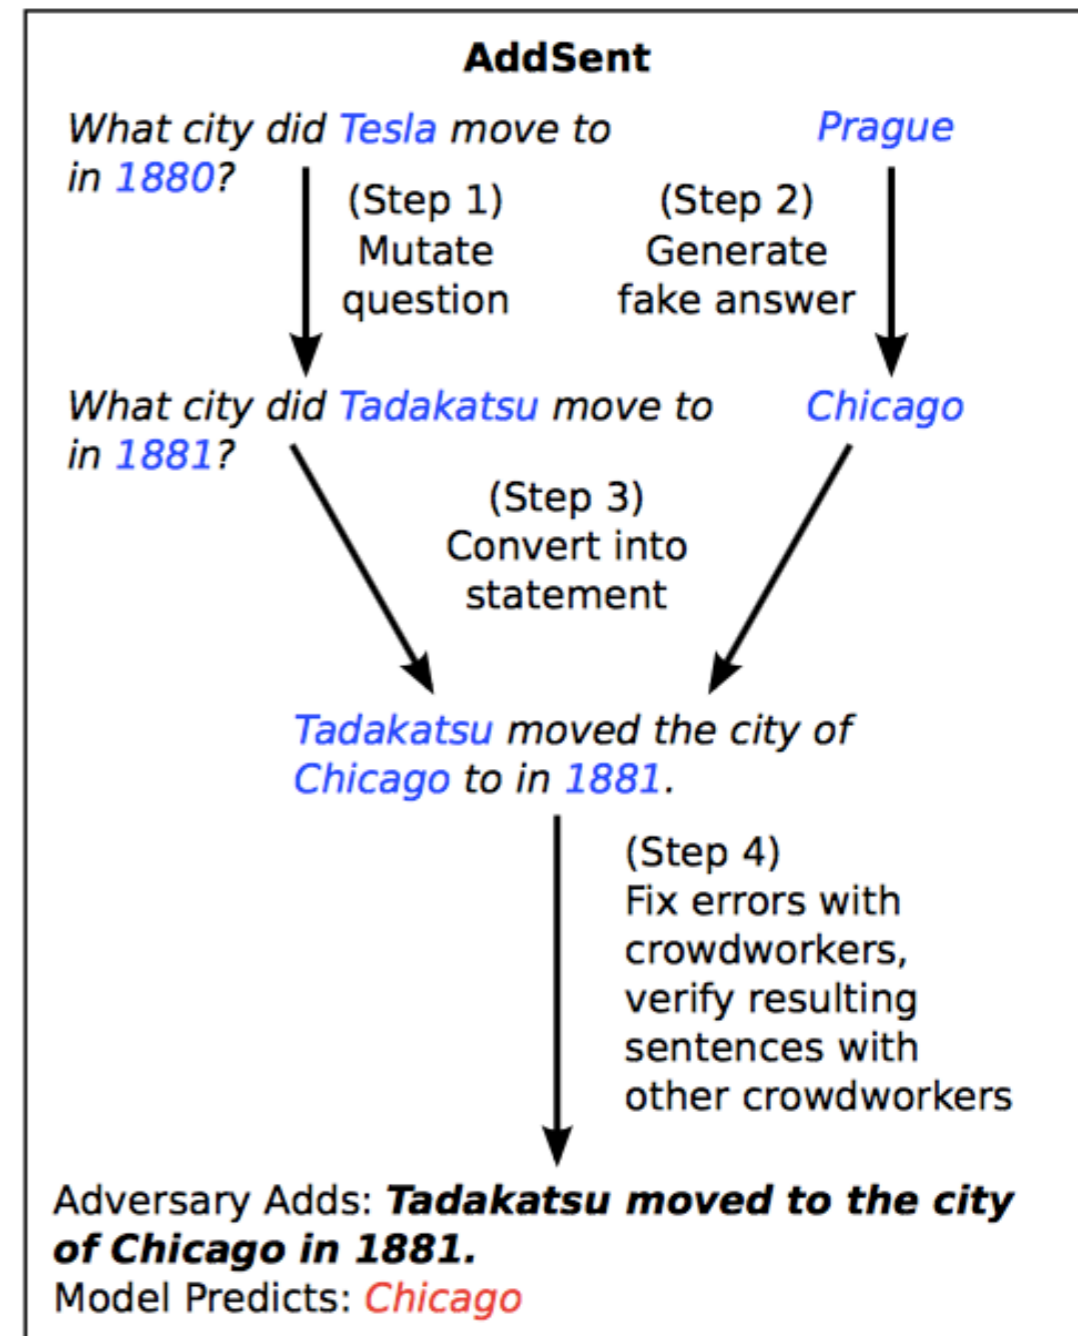 AddSent
What city did Tesla move to
in 1880?
Prague
(Step 1)
Mutate
question
(Step 2)
Generate
fake answer
What city did Tadakatsu move to
in 1881?
Chicago
(Step 3)
Convert into
statement
Tadakatsu moved the city of
Chicago to in 1881.
(Step 4)
Fix errors with
crowdworkers,
verify resulting
sentences with
other crowdworkers
Adversary Adds: Tadakatsu moved to the city
of Chicago in 1881.
Model Predicts: Chicago